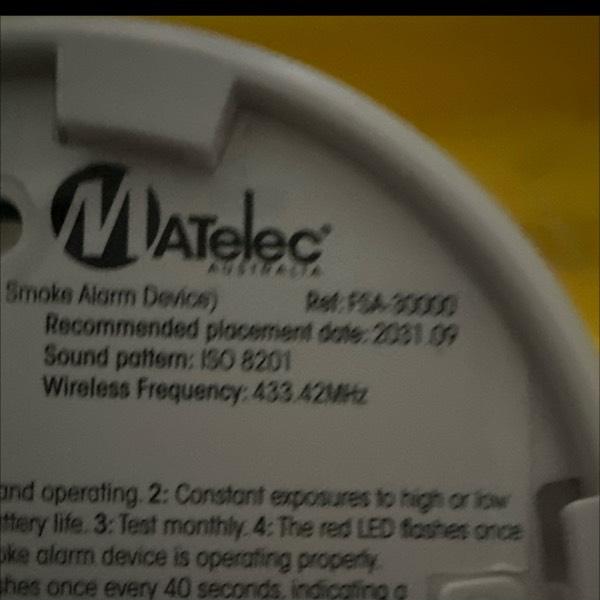 MATelec
AUSTRALIA
Smoke Alarm Device) Ref: FSA-30000
Recommended placement date: 2031.09
Sound pattern: ISO 8201
Wireless Frequency: 433.42MHz
and operating. 2: Constant exposures to high or low
ttery life. 3: Test monthly. 4: The red LED flashes once
oke alarm device is operating properly.
shes once every 40 seconds, indicating a